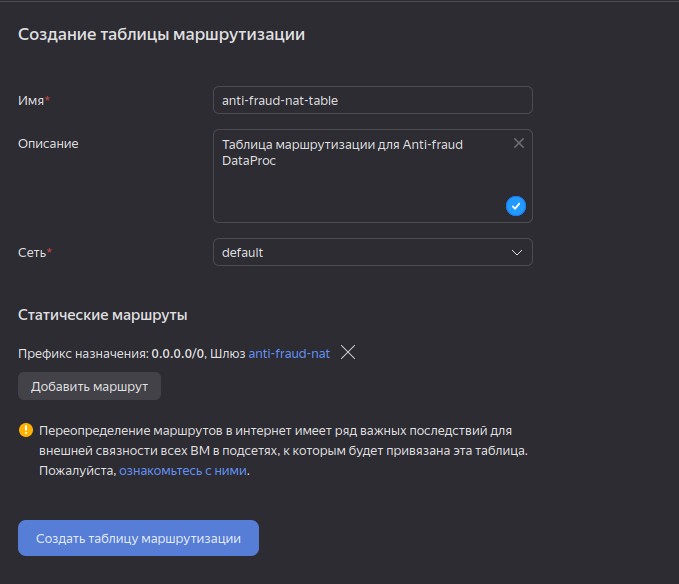 Создание таблицы маршрутизации
Имя* anti-fraud-nat-table
Описание Таблица маршрутизации для Anti-fraud
DataProc
Сеть* default
Статические маршруты
Префикс назначения: 0.0.0.0/0, Шлюз anti-fraud-nat
Добавить маршрут
Переопределение маршрутов в интернет имеет ряд важных последствий для
внешней связности всех ВМ в подсетях, к которым будет привязана эта таблица.
Пожалуйста, ознакомьтесь с ними.
Создать таблицу маршрутизации